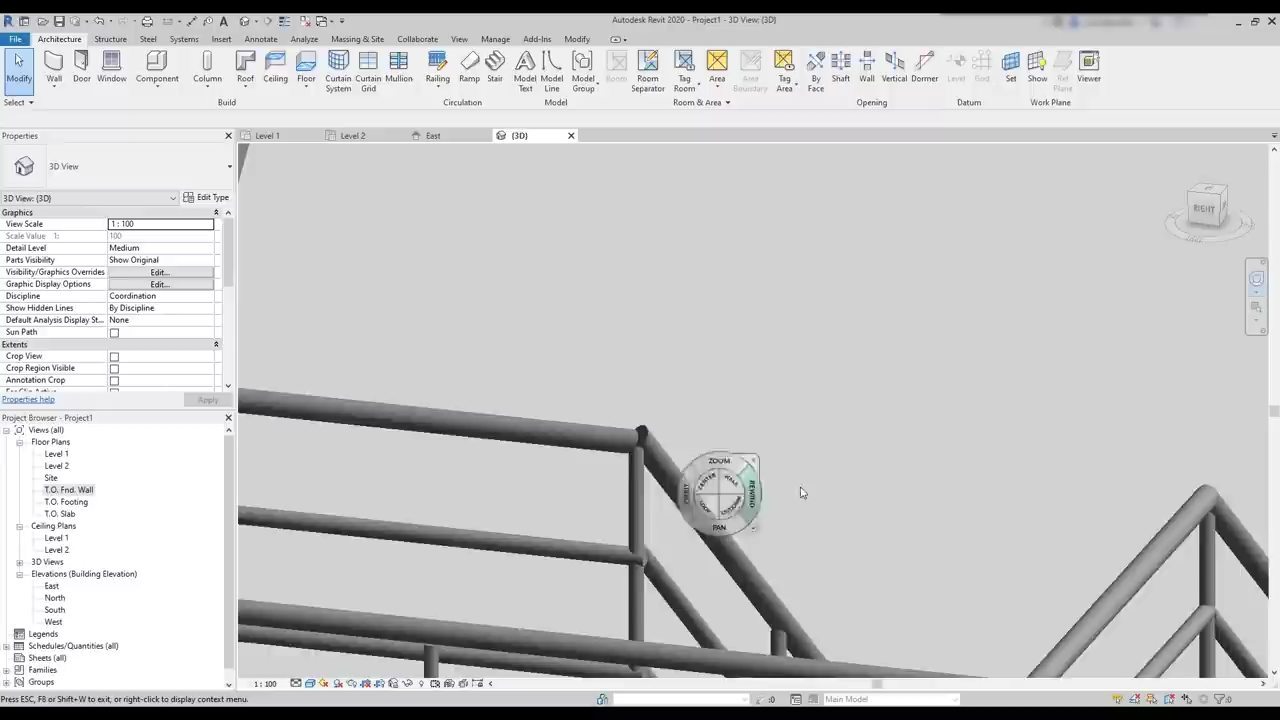 Autodesk Revit 2020 - Project1 - 3D View: {3D}
File Architecture Structure Steel Systems Insert Annotate Analyze Massing & Site Collaborate View Manage Add-Ins Modify
Modify Wall Door Window Component Column Roof Ceiling Floor Curtain System Curtain Grid Mullion Railing Ramp Stair Model Text Model Line Model Group Room Room Separator Tag Room Area Area Boundary Tag Area By Face Shaft Wall Vertical Dormer Level Grid Set Show Ref Plane Viewer
Select Build Circulation Model Room & Area Opening Datum Work Plane
Properties
Level 1 Level 2 East {3D}
3D View
3D View: {3D} Edit Type
Graphics
View Scale 1 : 100
Scale Value 1: 100
Detail Level Medium
Parts Visibility Show Original
Visibility/Graphics Overrides Edit...
Graphic Display Options Edit...
Discipline Coordination
Show Hidden Lines By Discipline
Default Analysis Display St... None
Sun Path
Extents
Crop View
Crop Region Visible
Annotation Crop
Properties help Apply
Project Browser - Project1
Views (all)
Floor Plans
Level 1
Level 2
Site
T.O. Fnd. Wall
T.O. Footing
T.O. Slab
Ceiling Plans
Level 1
Level 2
3D Views
Elevations (Building Elevation)
East
North
South
West
Legends
Schedules/Quantities (all)
Sheets (all)
Families
Groups
RIGHT
ZOOM
CENTER WALK
ORBIT REWIND
LOOK
PAN
1 : 100
Press ESC, F8 or Shift+W to exit, or right-click to display context menu. :0 Main Model :0